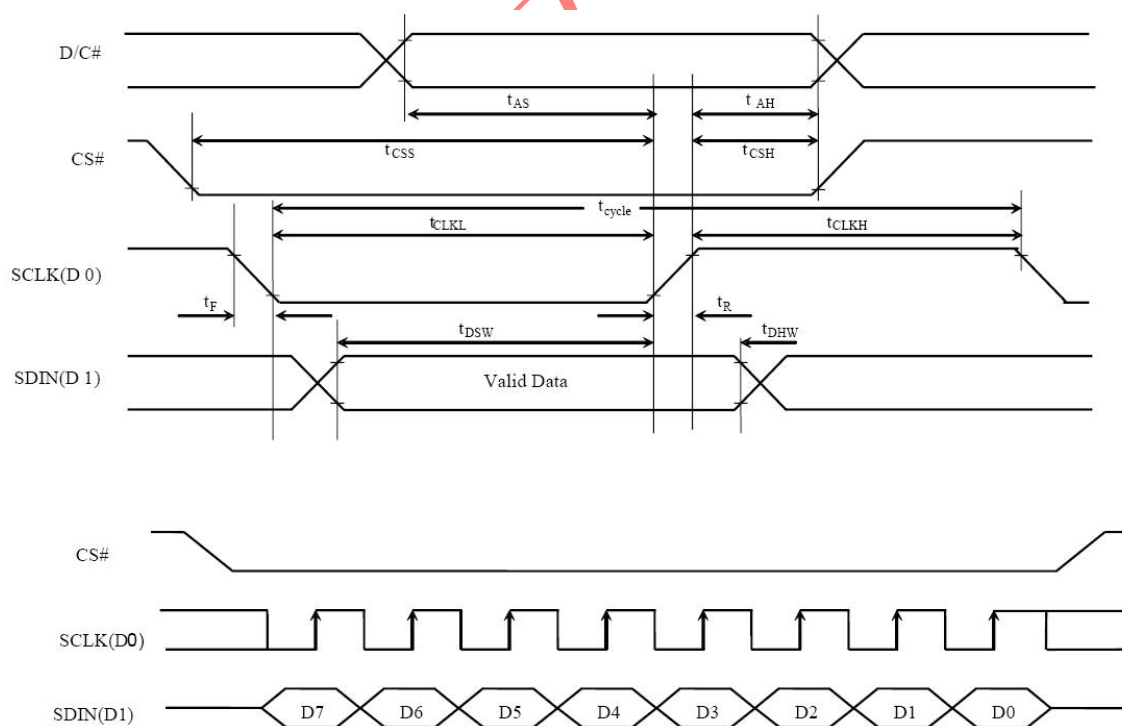 D/C#
tAS
tAH
CS#
tCSS
tCSH
tcycle
tCLKL
tCLKH
SCLK(D 0)
tF
tR
tDSW
tDHW
SDIN(D 1)
Valid Data
CS#
SCLK(D0)
SDIN(D1)
D7 D6 D5 D4 D3 D2 D1 D0